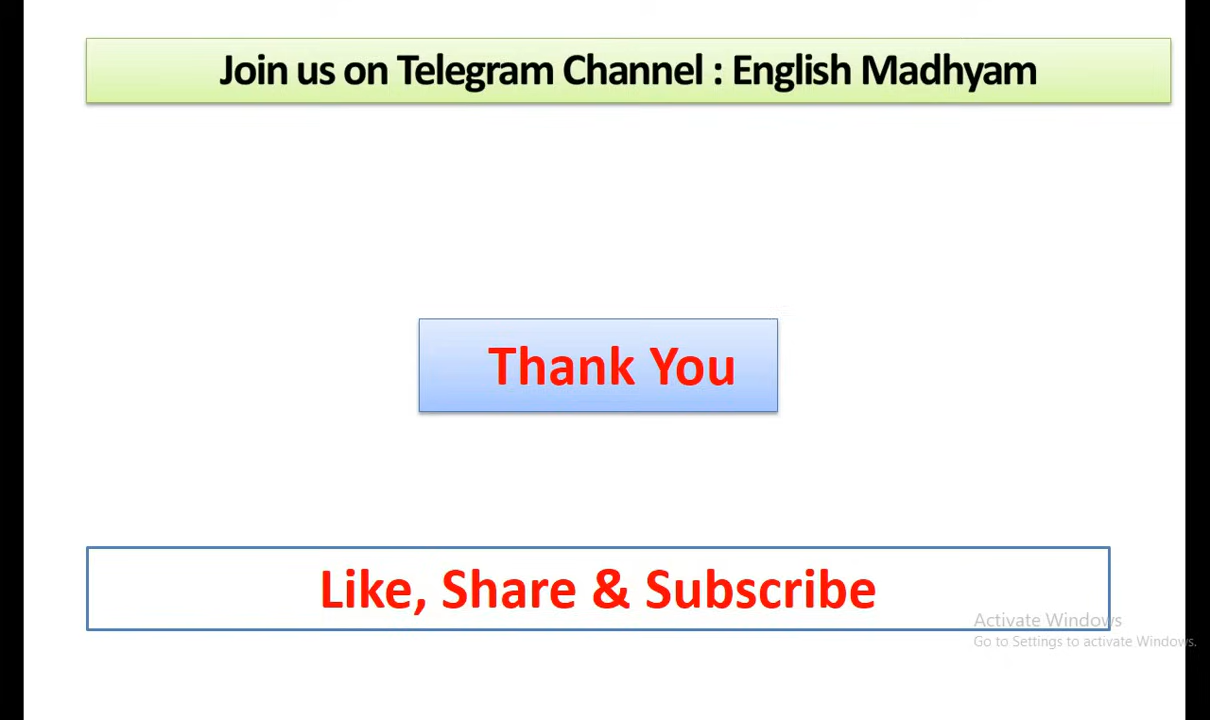 Join us on Telegram Channel : English Madhyam
Thank You
Like, Share & Subscribe
Activate Windows
Go to Settings to activate Windows.